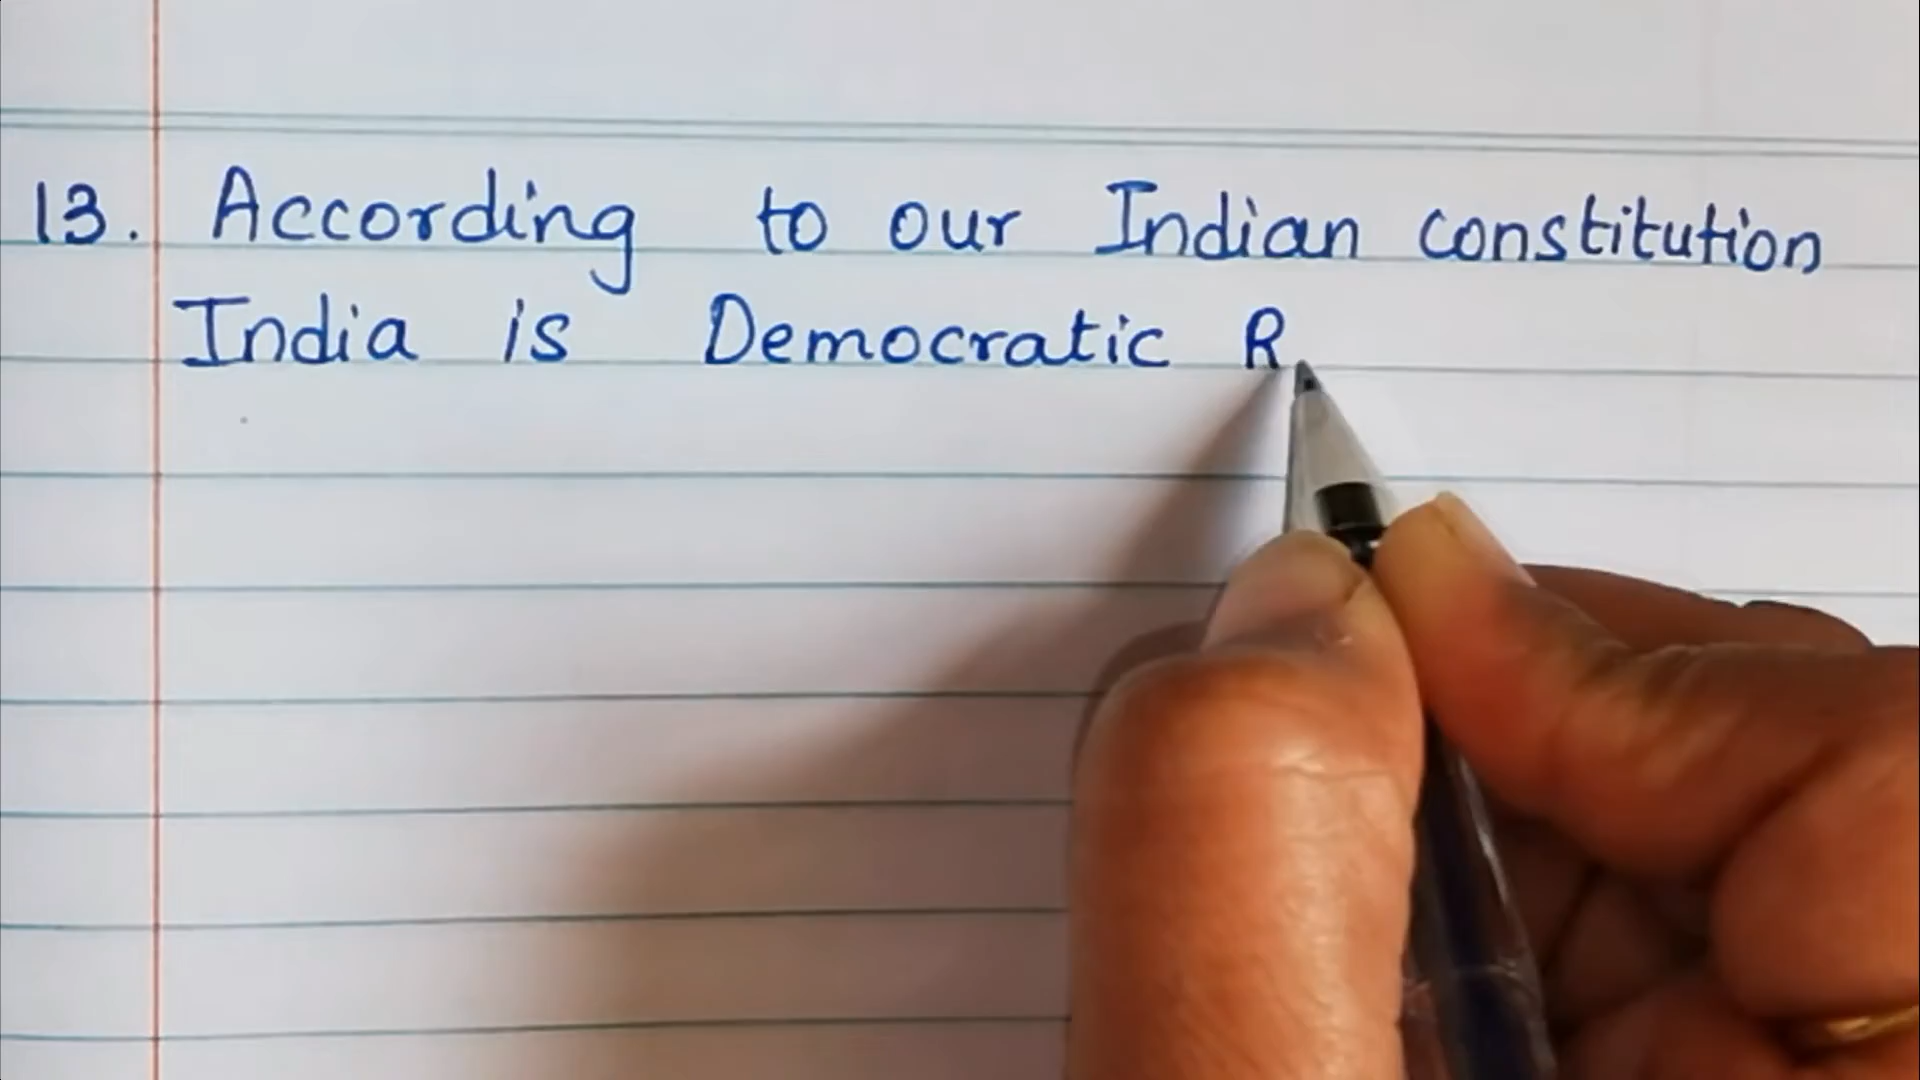 13. According to our Indian constitution
India is Democratic R